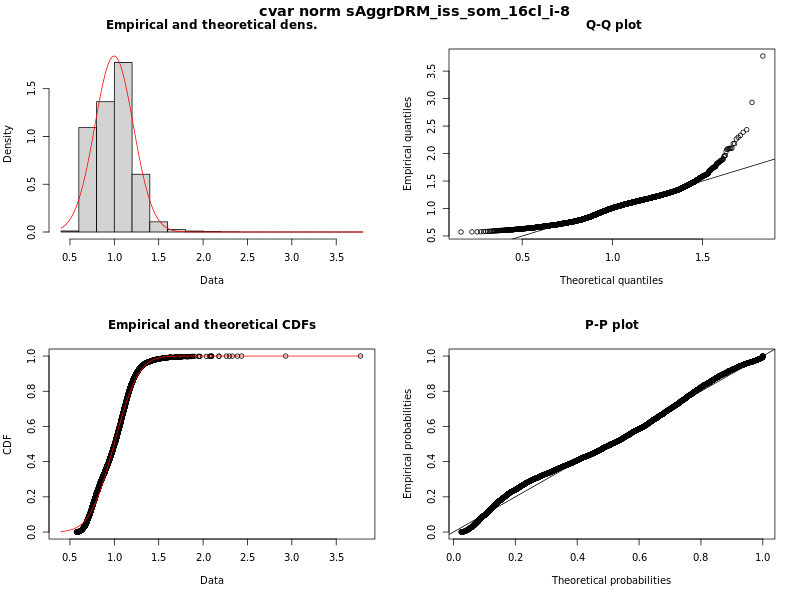 cvar norm sAggrDRM_iss_som_16cl_i-8
Empirical and theoretical dens.
Density
0.0 0.5 1.0 1.5
0.5 1.0 1.5 2.0 2.5 3.0 3.5
Data
Q-Q plot
Empirical quantiles
0.5 1.0 1.5 2.0 2.5 3.0 3.5
0.5 1.0 1.5
Theoretical quantiles
Empirical and theoretical CDFs
CDF
0.0 0.2 0.4 0.6 0.8 1.0
0.5 1.0 1.5 2.0 2.5 3.0 3.5
Data
P-P plot
Empirical probabilities
0.0 0.2 0.4 0.6 0.8 1.0
0.0 0.2 0.4 0.6 0.8 1.0
Theoretical probabilities